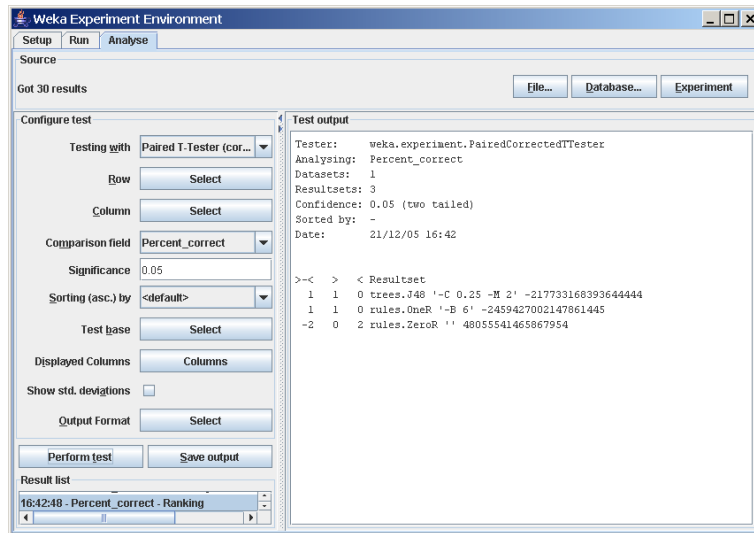 Weka Experiment Environment
Setup Run Analyse
Source
Got 30 results File... Database... Experiment
Configure test
Testing with Paired T-Tester (cor...
Row Select
Column Select
Comparison field Percent_correct
Significance 0.05
Sorting (asc.) by <default>
Test base Select
Displayed Columns Columns
Show std. deviations
Output Format Select
Perform test Save output
Result list
16:42:48 - Percent_correct - Ranking
Test output
Tester: weka.experiment.PairedCorrectedTTester
Analysing: Percent_correct
Datasets: 1
Resultsets: 3
Confidence: 0.05 (two tailed)
Sorted by: -
Date: 21/12/05 16:42
>-< > < Resultset
1 1 0 trees.J48 '-C 0.25 -M 2' -217733168393644444
1 1 0 rules.OneR '-B 6' -2459427002147861445
-2 0 2 rules.ZeroR '' 48055541465867954